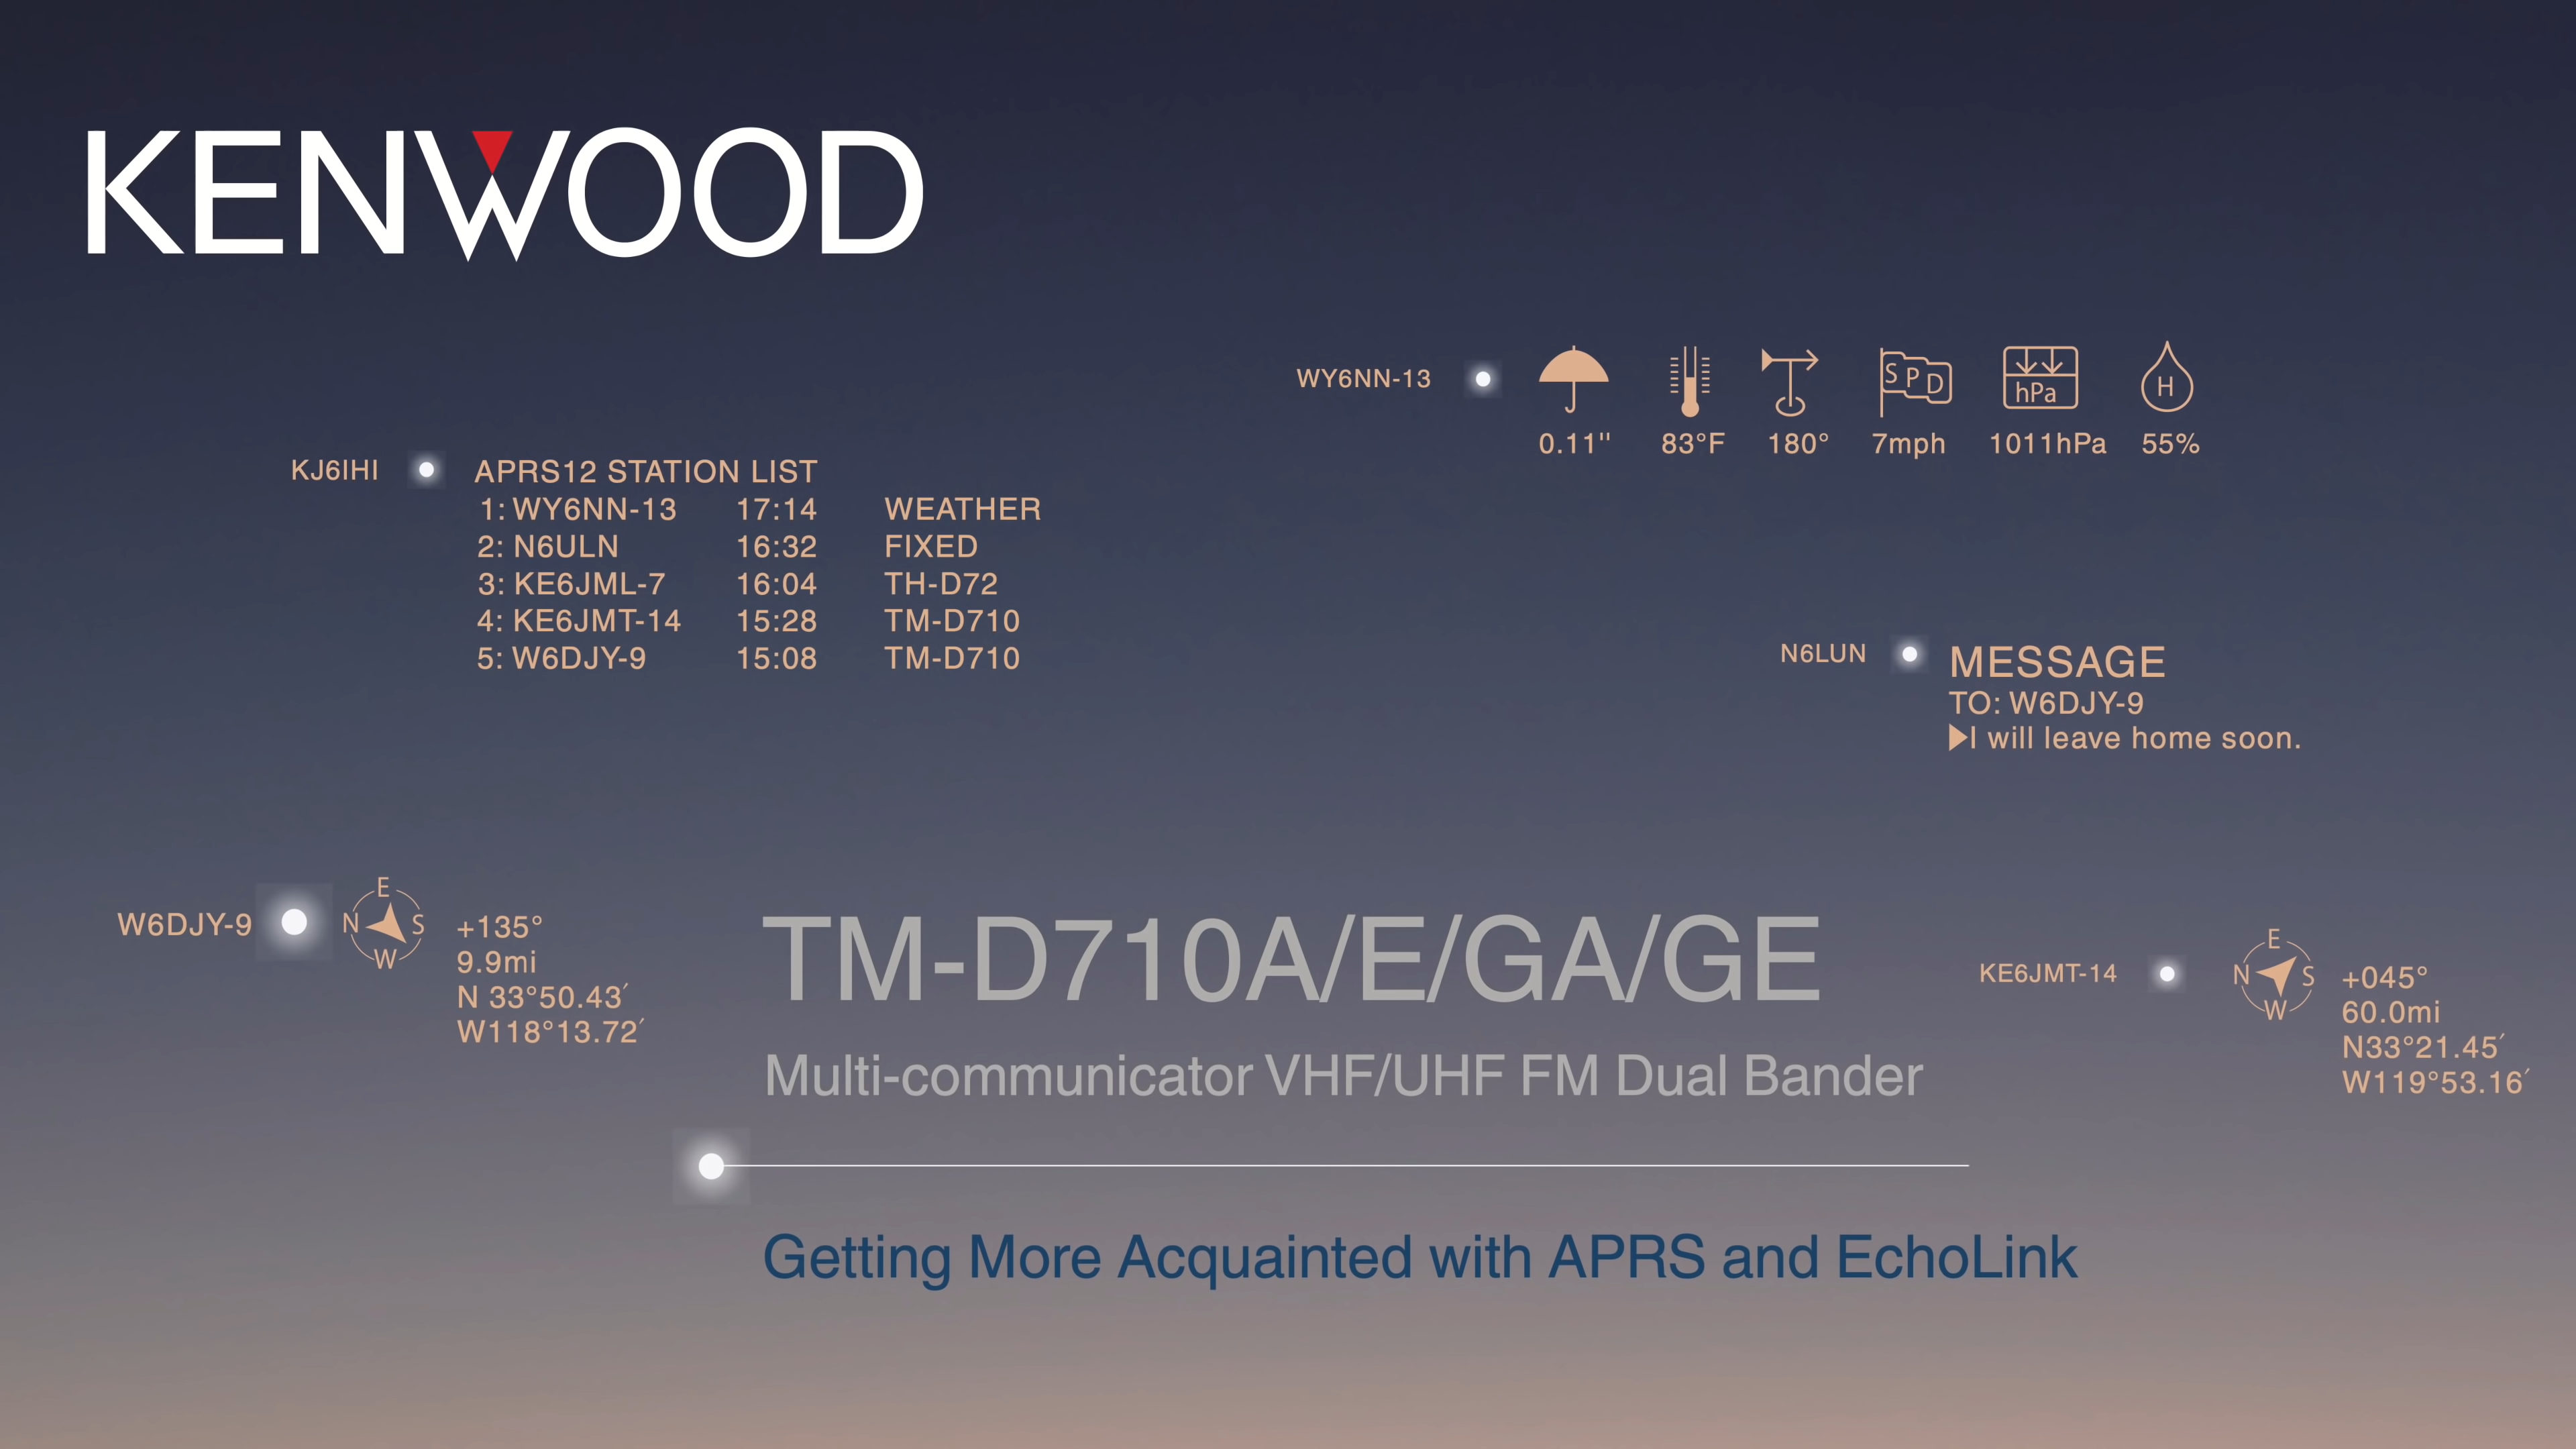 KENWOOD
WY6NN-13
S P D
hPa
H
0.11" 83°F 180° 7mph 1011hPa 55%
KJ6IHI
APRS12 STATION LIST
1: WY6NN-13 17:14 WEATHER
2: N6ULN 16:32 FIXED
3: KE6JML-7 16:04 TH-D72
4: KE6JMT-14 15:28 TM-D710
5: W6DJY-9 15:08 TM-D710
N6LUN
MESSAGE
TO: W6DJY-9
▶I will leave home soon.
W6DJY-9
E
N S
W
+135°
9.9mi
N 33°50.43′
W118°13.72′
TM-D710A/E/GA/GE
Multi-communicator VHF/UHF FM Dual Bander
KE6JMT-14
E
N S
W
+045°
60.0mi
N33°21.45′
W119°53.16′
Getting More Acquainted with APRS and EchoLink